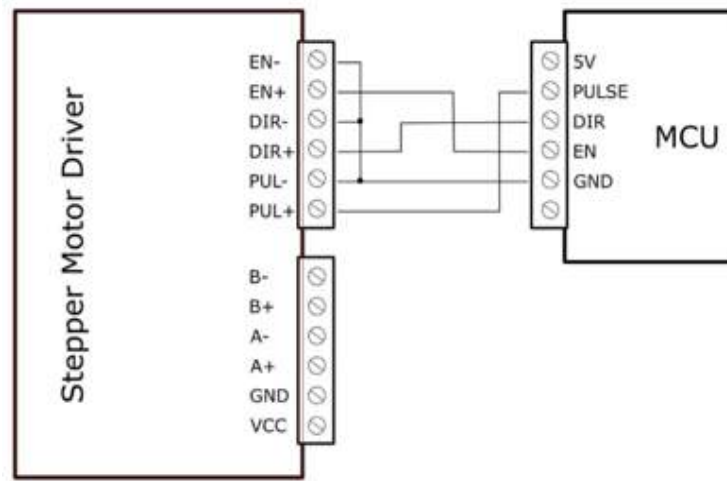 Stepper Motor Driver
EN-
EN+
DIR-
DIR+
PUL-
PUL+
B-
B+
A-
A+
GND
VCC
5V
PULSE
DIR
EN
GND
MCU